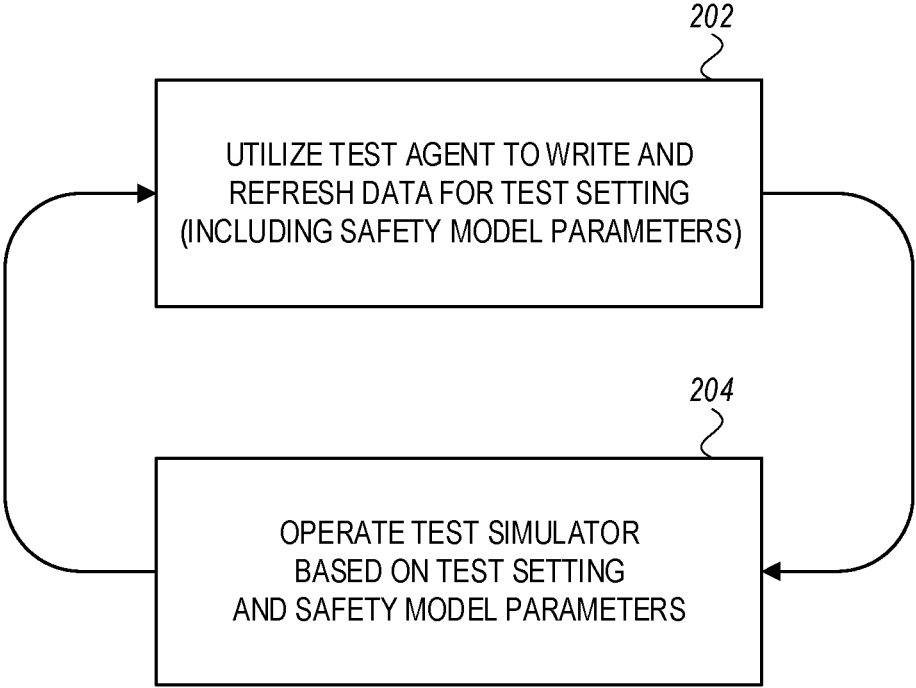 202
UTILIZE TEST AGENT TO WRITE AND
REFRESH DATA FOR TEST SETTING
(INCLUDING SAFETY MODEL PARAMETERS)
204
OPERATE TEST SIMULATOR
BASED ON TEST SETTING
AND SAFETY MODEL PARAMETERS